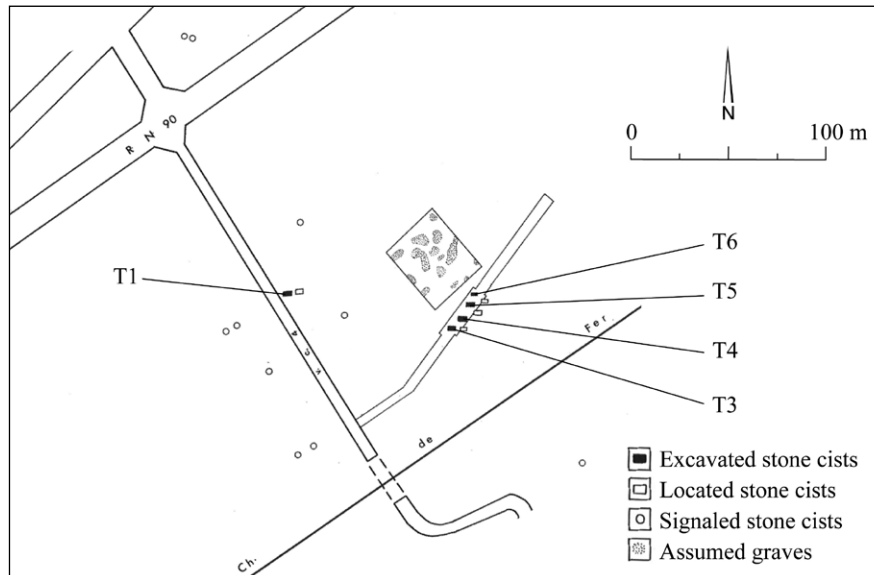 R N 90
N
0 100 m
T6
T1
T5
Fer
T4
T3
de
Ch.
Excavated stone cists
Located stone cists
Signaled stone cists
Assumed graves